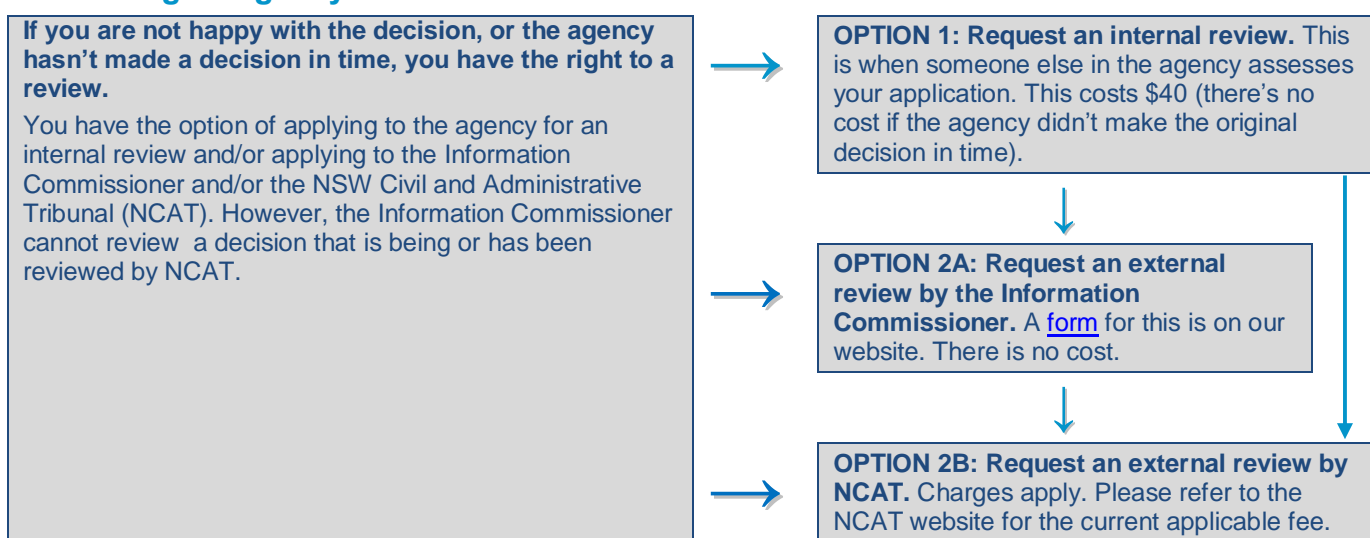 If you are not happy with the decision, or the agency
hasn't made a decision in time, you have the right to a
review.
You have the option of applying to the agency for an
internal review and/or applying to the Information
Commissioner and/or the NSW Civil and Administrative
Tribunal (NCAT). However, the Information Commissioner
cannot review  a decision that is being or has been
reviewed by NCAT.
OPTION 1: Request an internal review. This
is when someone else in the agency assesses
your application. This costs $40 (there's no
cost if the agency didn't make the original
decision in time).
OPTION 2A: Request an external
review by the Information
Commissioner. A form for this is on our
website. There is no cost.
OPTION 2B: Request an external review by
NCAT. Charges apply. Please refer to the
NCAT website for the current applicable fee.